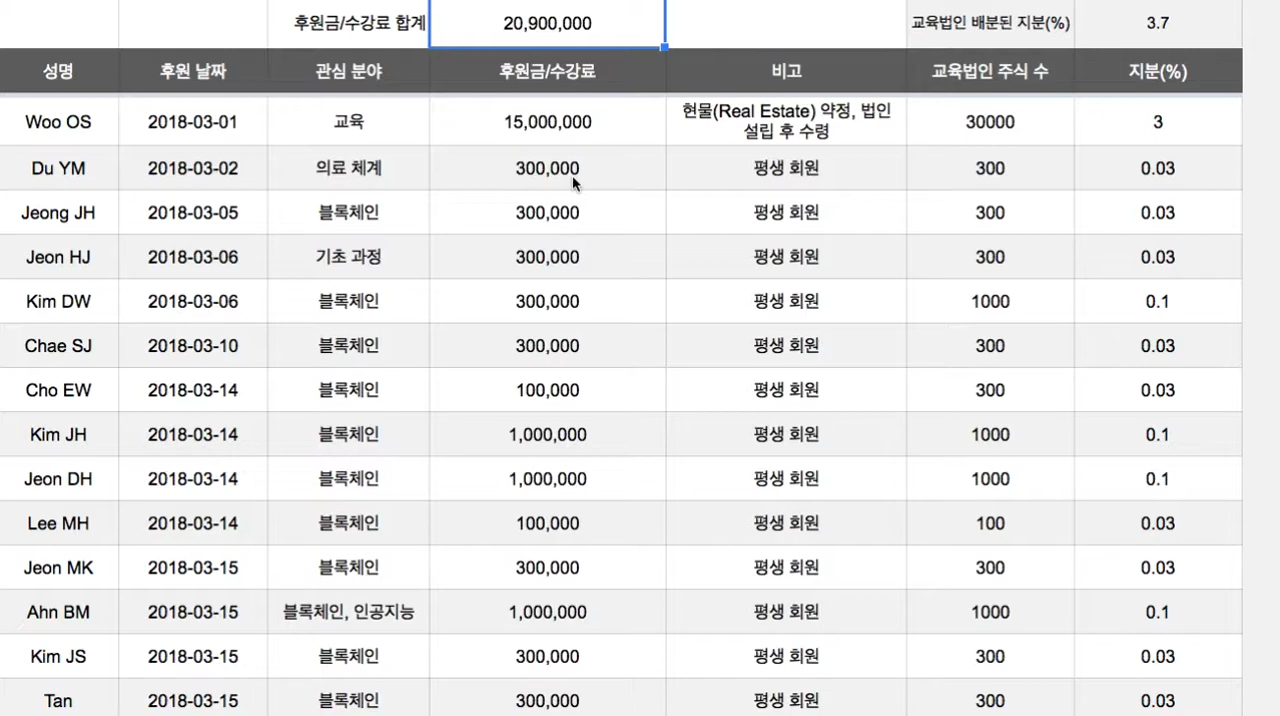 후원금/수강료 합계 20,900,000 교육법인 배분된 지분(%) 3.7
성명 후원 날짜 관심 분야 후원금/수강료 비고 교육법인 주식 수 지분(%)
Woo OS 2018-03-01 교육 15,000,000 현물(Real Estate) 약정, 법인 30000 3
설립 후 수령
Du YM 2018-03-02 의료 체계 300,000 평생 회원 300 0.03
Jeong JH 2018-03-05 블록체인 300,000 평생 회원 300 0.03
Jeon HJ 2018-03-06 기초 과정 300,000 평생 회원 300 0.03
Kim DW 2018-03-06 블록체인 300,000 평생 회원 1000 0.1
Chae SJ 2018-03-10 블록체인 300,000 평생 회원 300 0.03
Cho EW 2018-03-14 블록체인 100,000 평생 회원 300 0.03
Kim JH 2018-03-14 블록체인 1,000,000 평생 회원 1000 0.1
Jeon DH 2018-03-14 블록체인 1,000,000 평생 회원 1000 0.1
Lee MH 2018-03-14 블록체인 100,000 평생 회원 100 0.03
Jeon MK 2018-03-15 블록체인 300,000 평생 회원 300 0.03
Ahn BM 2018-03-15 블록체인, 인공지능 1,000,000 평생 회원 1000 0.1
Kim JS 2018-03-15 블록체인 300,000 평생 회원 300 0.03
Tan 2018-03-15 블록체인 300,000 평생 회원 300 0.03